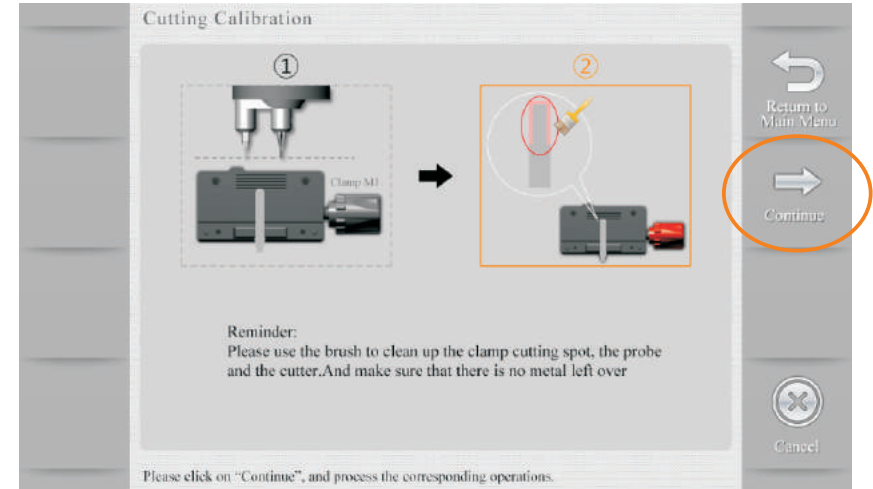 Cutting Calibration
①
②
Return to
Main Menu
Clamp M1
Continue
Reminder:
Please use the brush to clean up the clamp cutting spot, the probe
and the cutter.And make sure that there is no metal left over
Cancel
Please click on “Continue”, and process the corresponding operations.